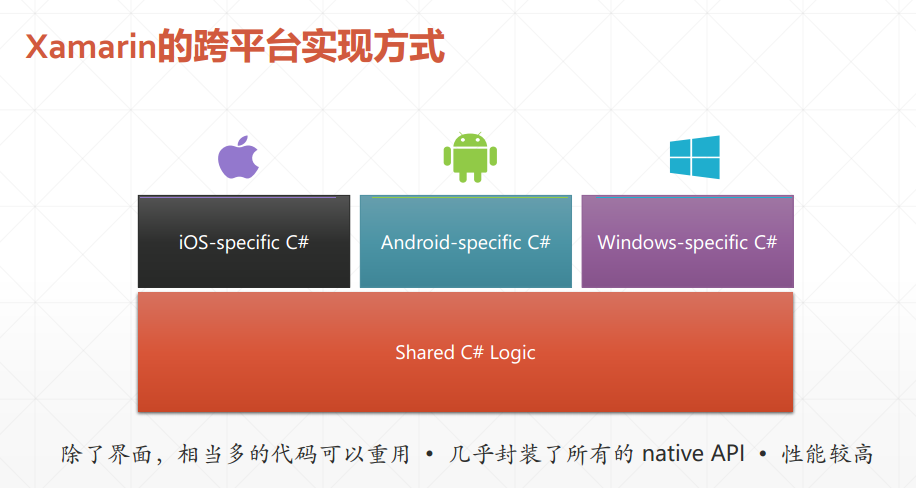 Xamarin的跨平台实现方式
iOS-specific C#
Android-specific C#
Windows-specific C#
Shared C# Logic
除了界面，相当多的代码可以重用 • 几乎封装了所有的 native API • 性能较高